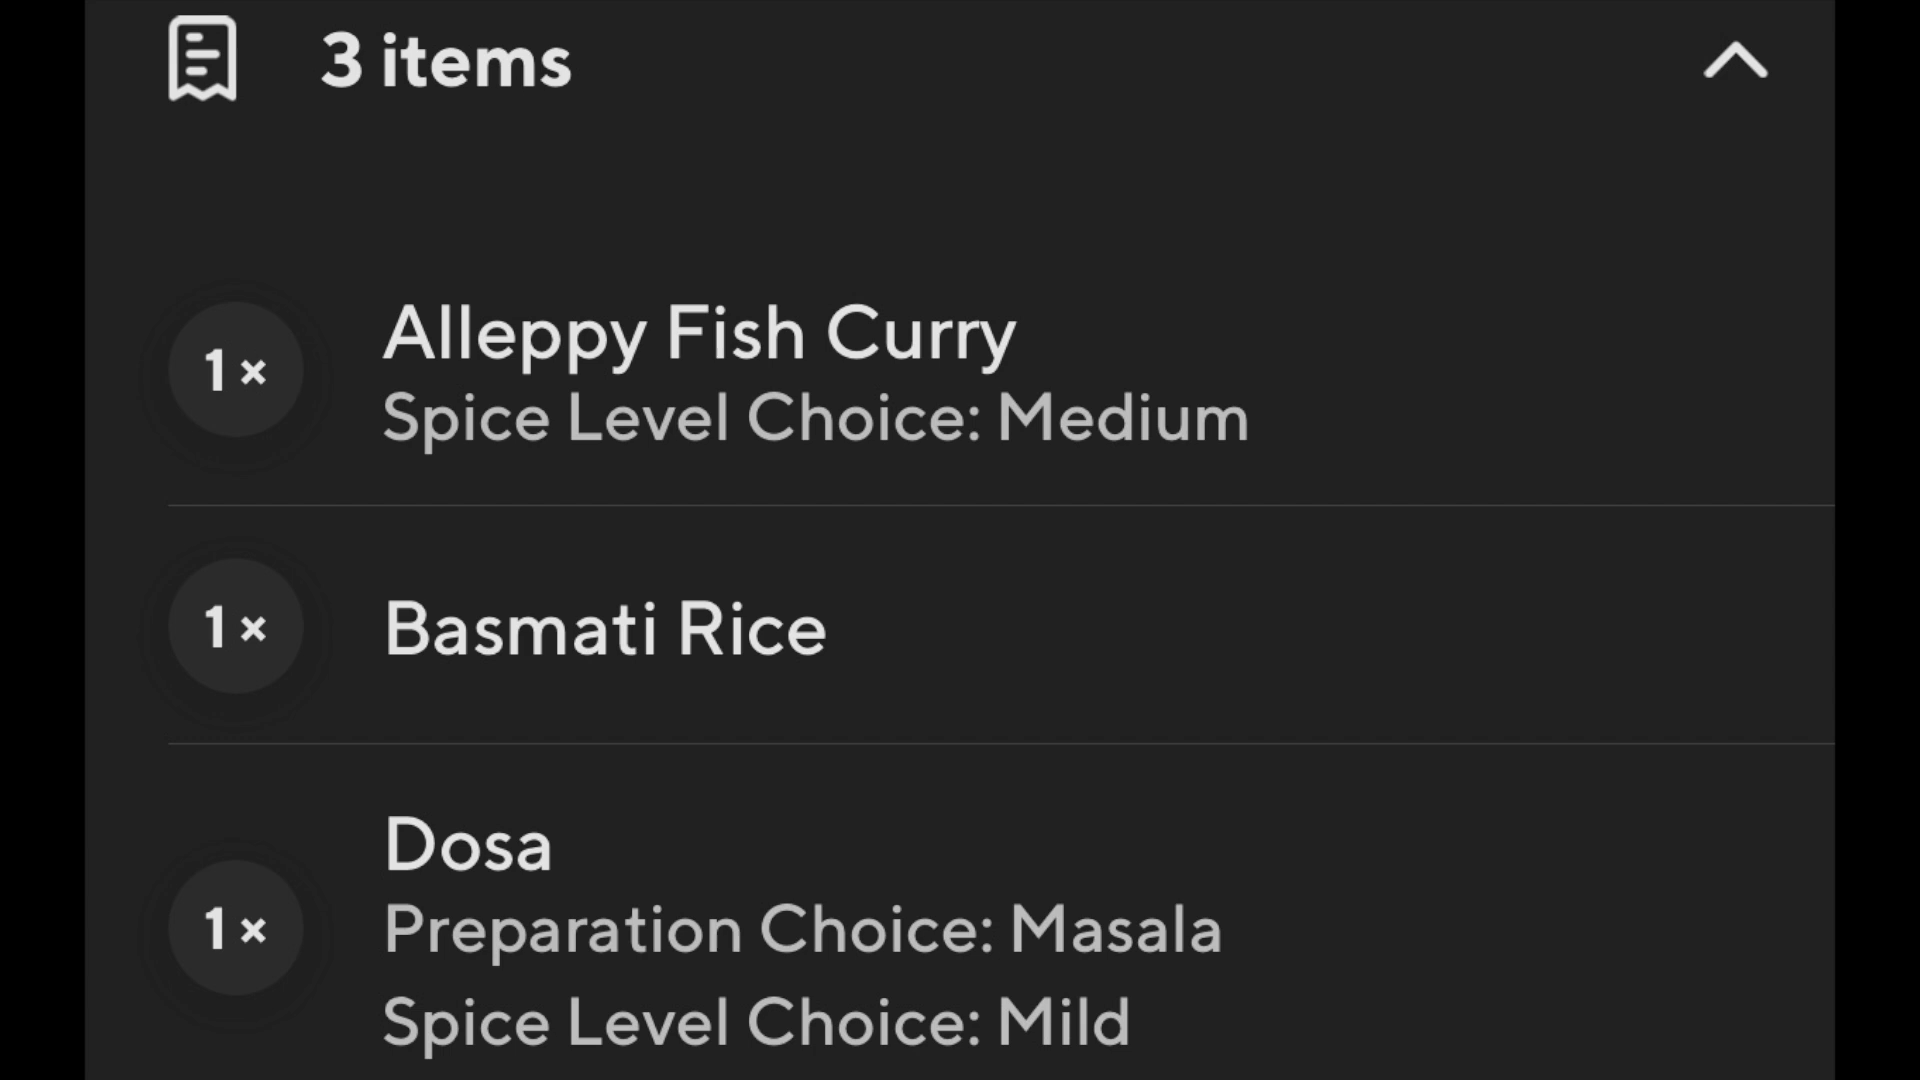 3 items
1 ×
Alleppy Fish Curry
Spice Level Choice: Medium
1 ×
Basmati Rice
1 ×
Dosa
Preparation Choice: Masala
Spice Level Choice: Mild